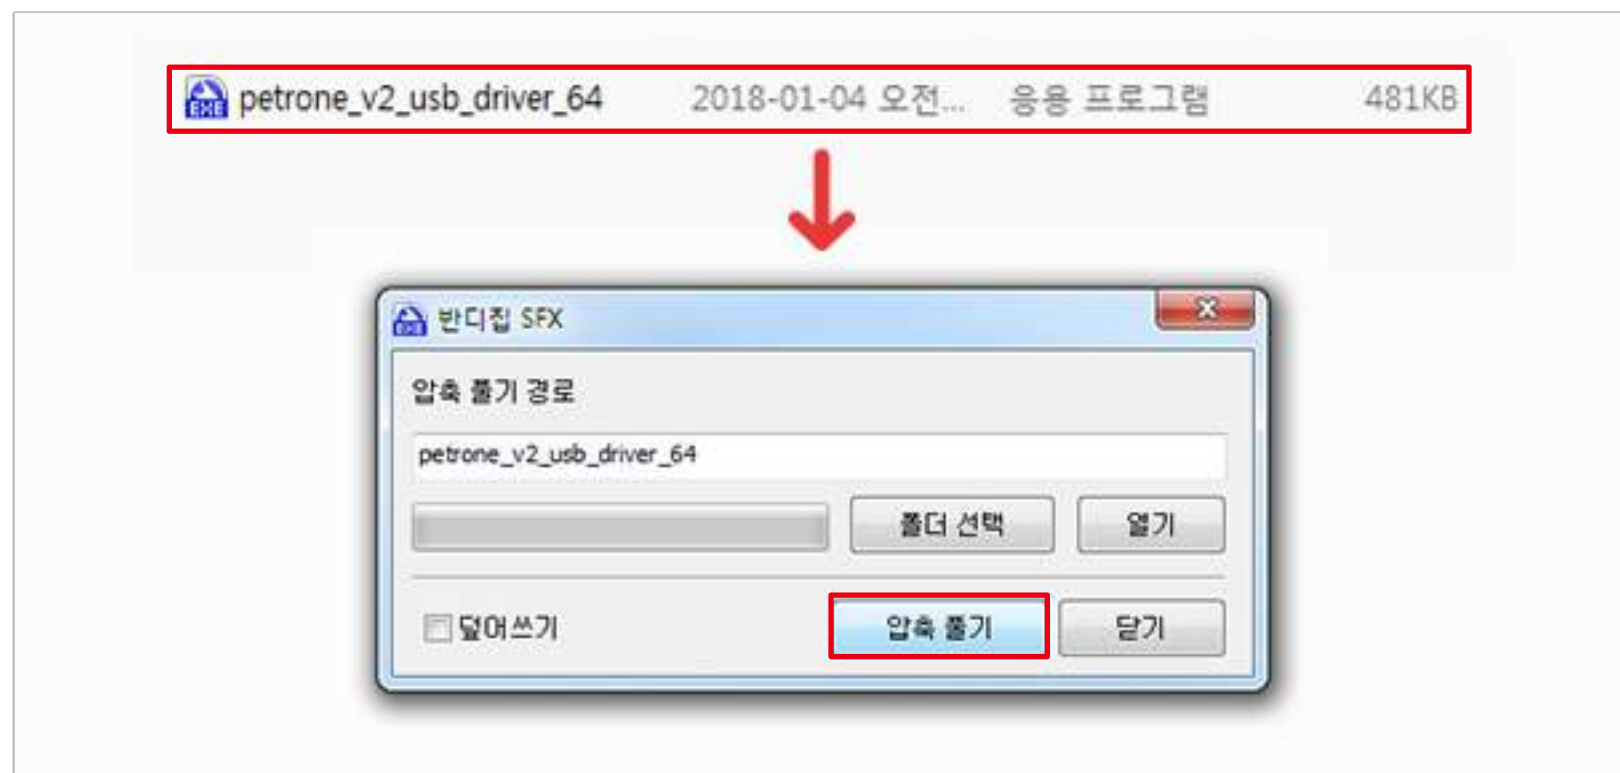 petrone_v2_usb_driver_64 2018-01-04 오전... 응용 프로그램 481KB
반디집 SFX
압축 풀기 경로
petrone_v2_usb_driver_64
폴더 선택 열기
덮어쓰기 압축 풀기 닫기